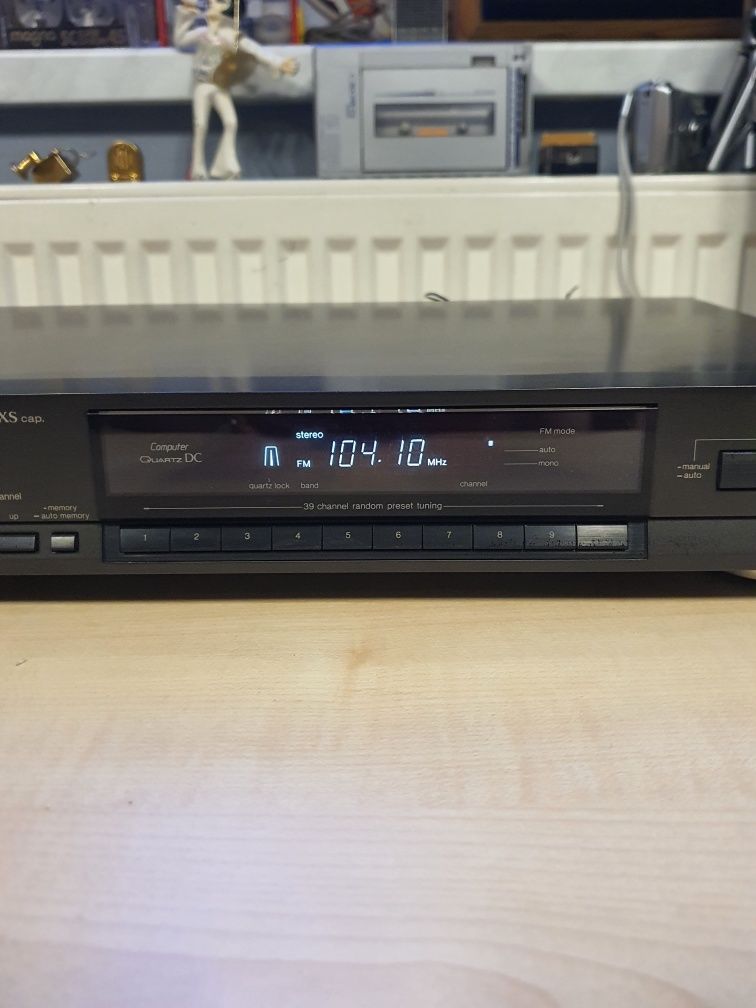 XS cap.
Computer
QUARTZ DC
stereo
FM 104.10 MHz
FM mode
auto
mono
quartz lock band channel
39 channel random preset tuning
annel
up
-memory
-auto memory
-manual
-auto
1 2 3 4 5 6 7 8 9